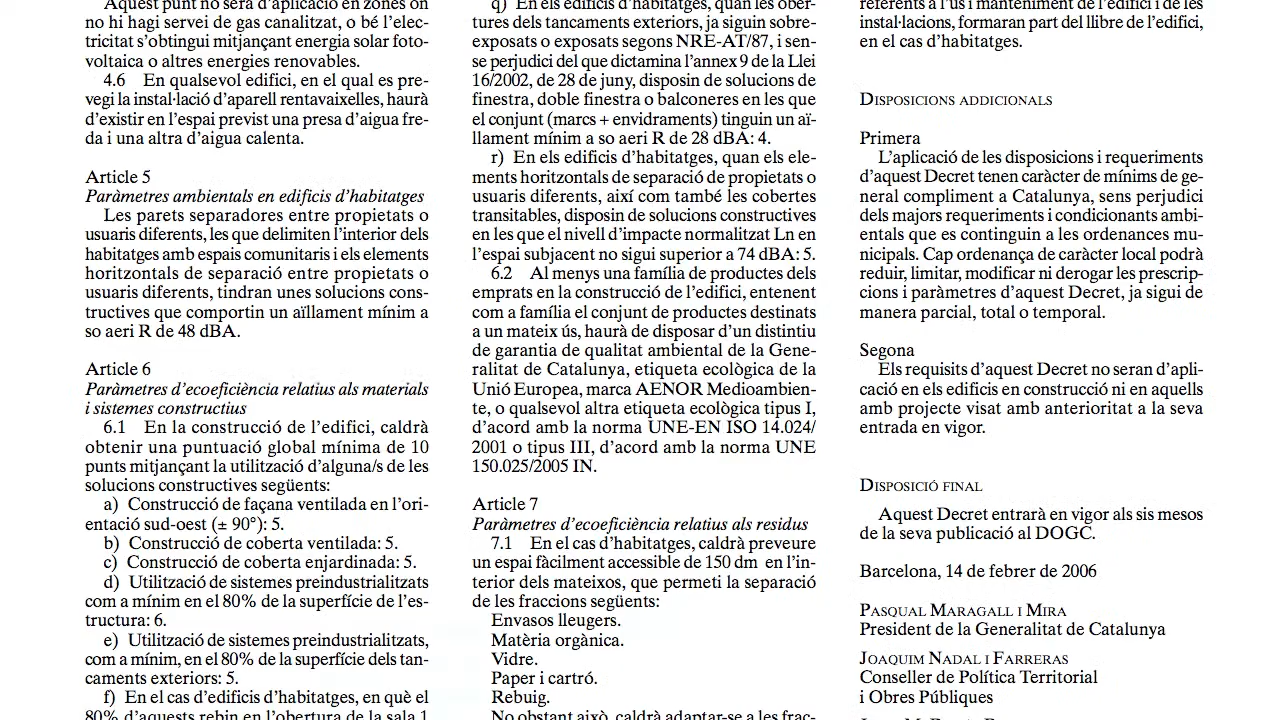 Aquest punt no serà d’aplicació en zones on
no hi hagi servei de gas canalitzat, o bé l’elec-
tricitat s’obtingui mitjançant energia solar foto-
voltaica o altres energies renovables.
4.6 En qualsevol edifici, en el qual es pre-
vegi la instal·lació d’aparell rentavaixelles, haurà
d’existir en l’espai previst una presa d’aigua fre-
da i una altra d’aigua calenta.
Article 5
Paràmetres ambientals en edificis d’habitatges
Les parets separadores entre propietats o
usuaris diferents, les que delimiten l’interior dels
habitatges amb espais comunitaris i els elements
horitzontals de separació entre propietats o
usuaris diferents, tindran unes solucions cons-
tructives que comportin un aïllament mínim a
so aeri R de 48 dBA.
Article 6
Paràmetres d’ecoeficiència relatius als materials
i sistemes constructius
6.1 En la construcció de l’edifici, caldrà
obtenir una puntuació global mínima de 10
punts mitjançant la utilització d’alguna/s de les
solucions constructives següents:
a) Construcció de façana ventilada en l’ori-
entació sud-oest (± 90°): 5.
b) Construcció de coberta ventilada: 5.
c) Construcció de coberta enjardinada: 5.
d) Utilització de sistemes preindustrialitzats
com a mínim en el 80% de la superfície de l’es-
tructura: 6.
e) Utilització de sistemes preindustrialitzats,
com a mínim, en el 80% de la superfície dels tan-
caments exteriors: 5.
f) En el cas d’edificis d’habitatges, en què el
80% d’aquests rebin en l’obertura de la sala 1
q) En els edificis d’habitatges, quan les ober-
tures dels tancaments exteriors, ja siguin sobre-
exposats o exposats segons NRE-AT/87, i sen-
se perjudici del que dictamina l’annex 9 de la Llei
16/2002, de 28 de juny, disposin de solucions de
finestra, doble finestra o balconeres en les que
el conjunt (marcs + envidraments) tinguin un aï-
llament mínim a so aeri R de 28 dBA: 4.
r) En els edificis d’habitatges, quan els ele-
ments horitzontals de separació de propietats o
usuaris diferents, així com també les cobertes
transitables, disposin de solucions constructives
en les que el nivell d’impacte normalitzat Ln en
l’espai subjacent no sigui superior a 74 dBA: 5.
6.2 Al menys una família de productes dels
emprats en la construcció de l’edifici, entenent
com a família el conjunt de productes destinats
a un mateix ús, haurà de disposar d’un distintiu
de garantia de qualitat ambiental de la Gene-
ralitat de Catalunya, etiqueta ecològica de la
Unió Europea, marca AENOR Medioambien-
te, o qualsevol altra etiqueta ecològica tipus I,
d’acord amb la norma UNE-EN ISO 14.024/
2001 o tipus III, d’acord amb la norma UNE
150.025/2005 IN.
Article 7
Paràmetres d’ecoeficiència relatius als residus
7.1 En el cas d’habitatges, caldrà preveure
un espai fàcilment accessible de 150 dm en l’in-
terior dels mateixos, que permeti la separació
de les fraccions següents:
Envasos lleugers.
Matèria orgànica.
Vidre.
Paper i cartró.
Rebuig.
No obstant això, caldrà adaptar-se a les frac-
referents a l’ús i manteniment de l’edifici i de les
instal·lacions, formaran part del llibre de l’edifici,
en el cas d’habitatges.
DISPOSICIONS ADDICIONALS
Primera
L’aplicació de les disposicions i requeriments
d’aquest Decret tenen caràcter de mínims de ge-
neral compliment a Catalunya, sens perjudici
dels majors requeriments i condicionants ambi-
entals que es continguin a les ordenances mu-
nicipals. Cap ordenança de caràcter local podrà
reduir, limitar, modificar ni derogar les prescrip-
cions i paràmetres d’aquest Decret, ja sigui de
manera parcial, total o temporal.
Segona
Els requisits d’aquest Decret no seran d’apli-
cació en els edificis en construcció ni en aquells
amb projecte visat amb anterioritat a la seva
entrada en vigor.
DISPOSICIÓ FINAL
Aquest Decret entrarà en vigor als sis mesos
de la seva publicació al DOGC.
Barcelona, 14 de febrer de 2006
PASQUAL MARAGALL I MIRA
President de la Generalitat de Catalunya
JOAQUIM NADAL I FARRERAS
Conseller de Política Territorial
i Obres Públiques